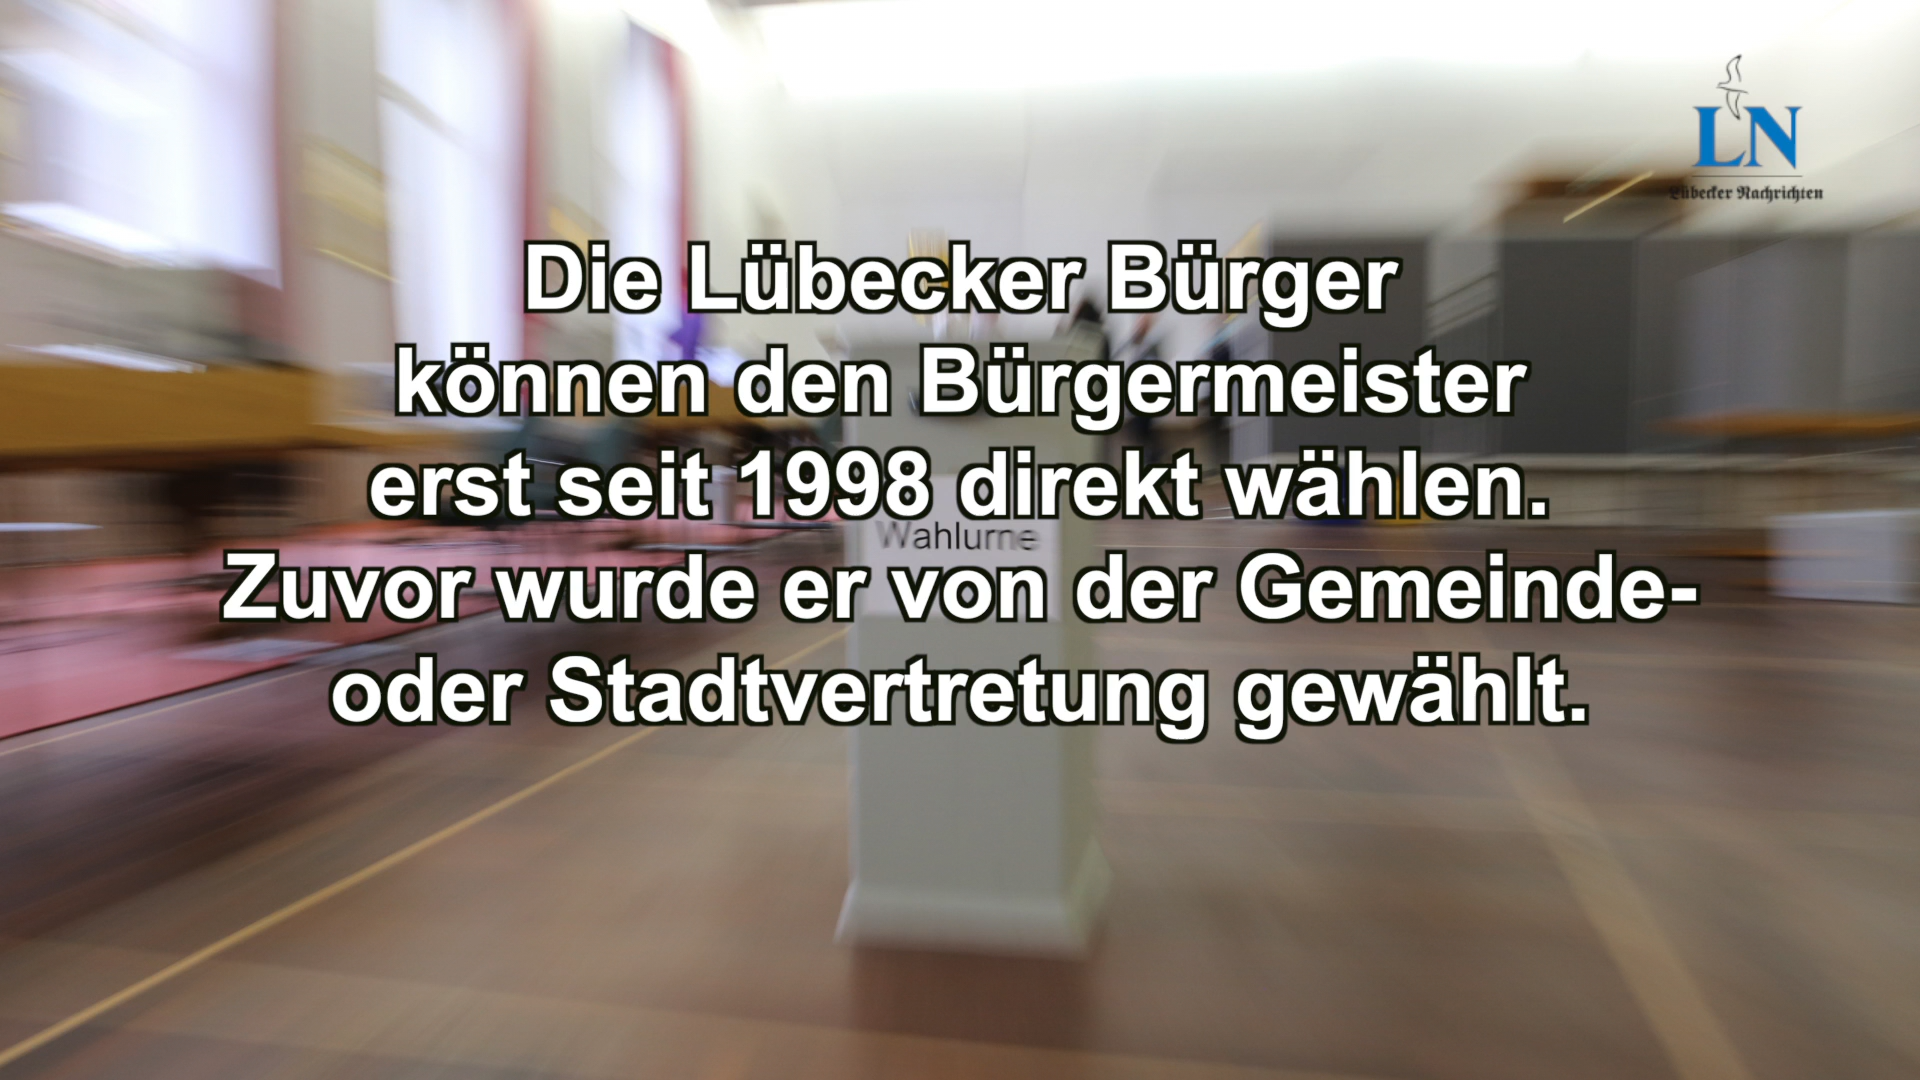 LN
Lübecker Nachrichten
Die Lübecker Bürger
können den Bürgermeister
erst seit 1998 direkt wählen.
Wahlurne
Zuvor wurde er von der Gemeinde-
oder Stadtvertretung gewählt.